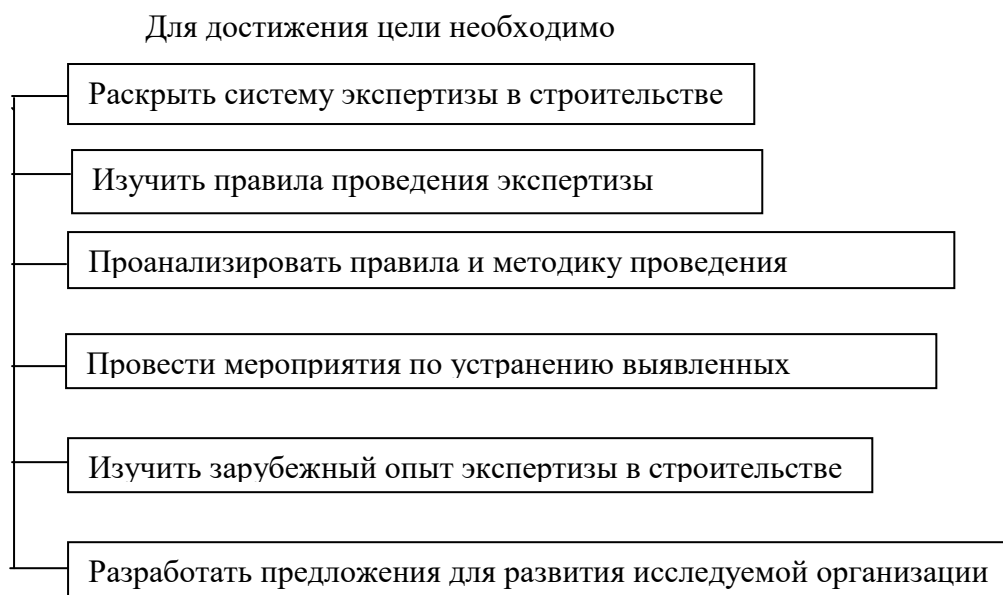 Для достижения цели необходимо
Раскрыть систему экспертизы в строительстве
Изучить правила проведения экспертизы
Проанализировать правила и методику проведения
Провести мероприятия по устранению выявленных
Изучить зарубежный опыт экспертизы в строительстве
Разработать предложения для развития исследуемой организации